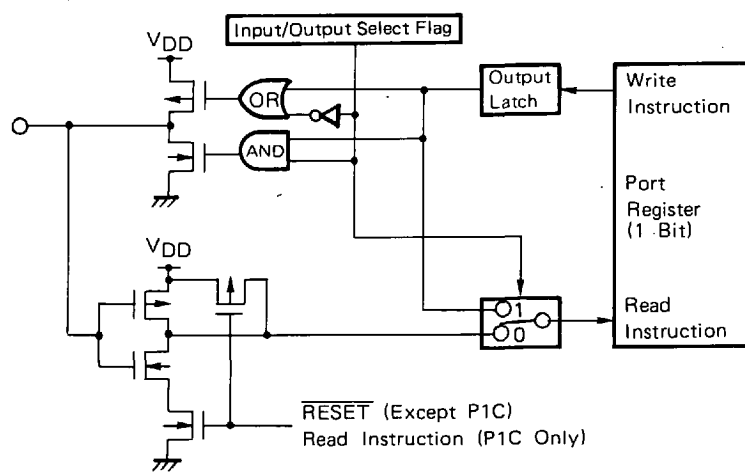 Input/Output Select Flag
VDD
OR
Output
Latch
Write
Instruction
AND
Port
Register
(1 Bit)
VDD
1
0
Read
Instruction
RESET (Except P1C)
Read Instruction (P1C Only)